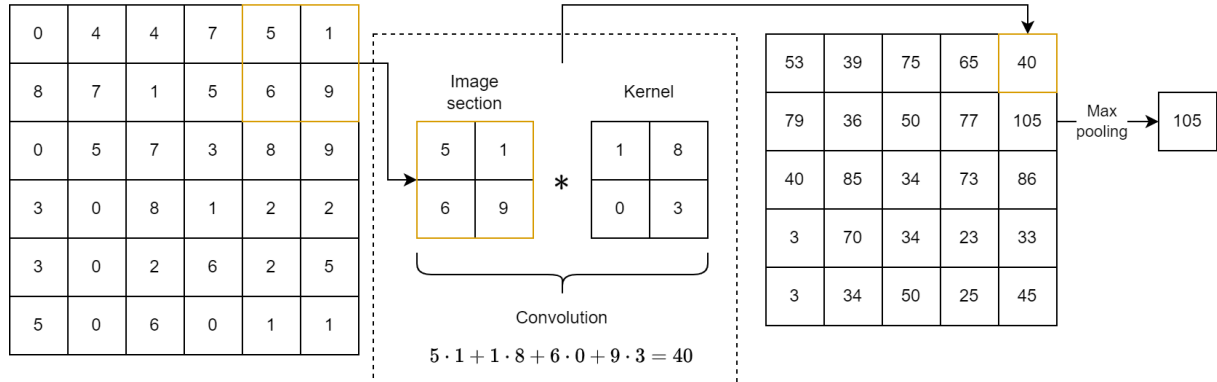 0 4 4 7 5 1
8 7 1 5 6 9
0 5 7 3 8 9
3 0 8 1 2 2
3 0 2 6 2 5
5 0 6 0 1 1
Image
section
5 1
6 9
*
Kernel
1 8
0 3
Convolution
5 · 1 + 1 · 8 + 6 · 0 + 9 · 3 = 40
53 39 75 65 40
79 36 50 77 105
40 85 34 73 86
3 70 34 23 33
3 34 50 25 45
Max
pooling
105